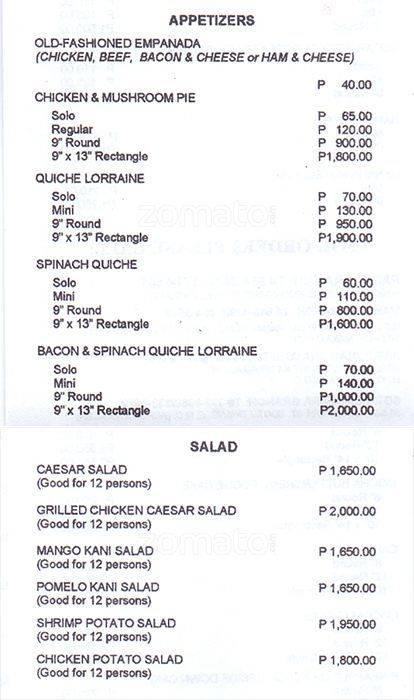 APPETIZERS
OLD-FASHIONED EMPANADA
(CHICKEN, BEEF, BACON & CHEESE or HAM & CHEESE)
P 40.00
CHICKEN & MUSHROOM PIE
Solo P 65.00
Regular P 120.00
9" Round P 900.00
9" x 13" Rectangle P1,800.00
QUICHE LORRAINE
Solo P 70.00
Mini P 130.00
9" Round P 950.00
9" x 13" Rectangle P1,900.00
zomato.com
SPINACH QUICHE
Solo P 60.00
Mini P 110.00
9" Round P 800.00
9" x 13" Rectangle P1,600.00
BACON & SPINACH QUICHE LORRAINE
Solo P 70.00
Mini P 140.00
9" Round P1,000.00
9" x 13" Rectangle P2,000.00
SALAD
CAESAR SALAD P 1,650.00
(Good for 12 persons)
GRILLED CHICKEN CAESAR SALAD P 2,000.00
(Good for 12 persons)
zomato.com
MANGO KANI SALAD P 1,650.00
(Good for 12 persons)
POMELO KANI SALAD P 1,650.00
(Good for 12 persons)
SHRIMP POTATO SALAD P 1,950.00
(Good for 12 persons)
CHICKEN POTATO SALAD P 1,800.00
(Good for 12 persons)